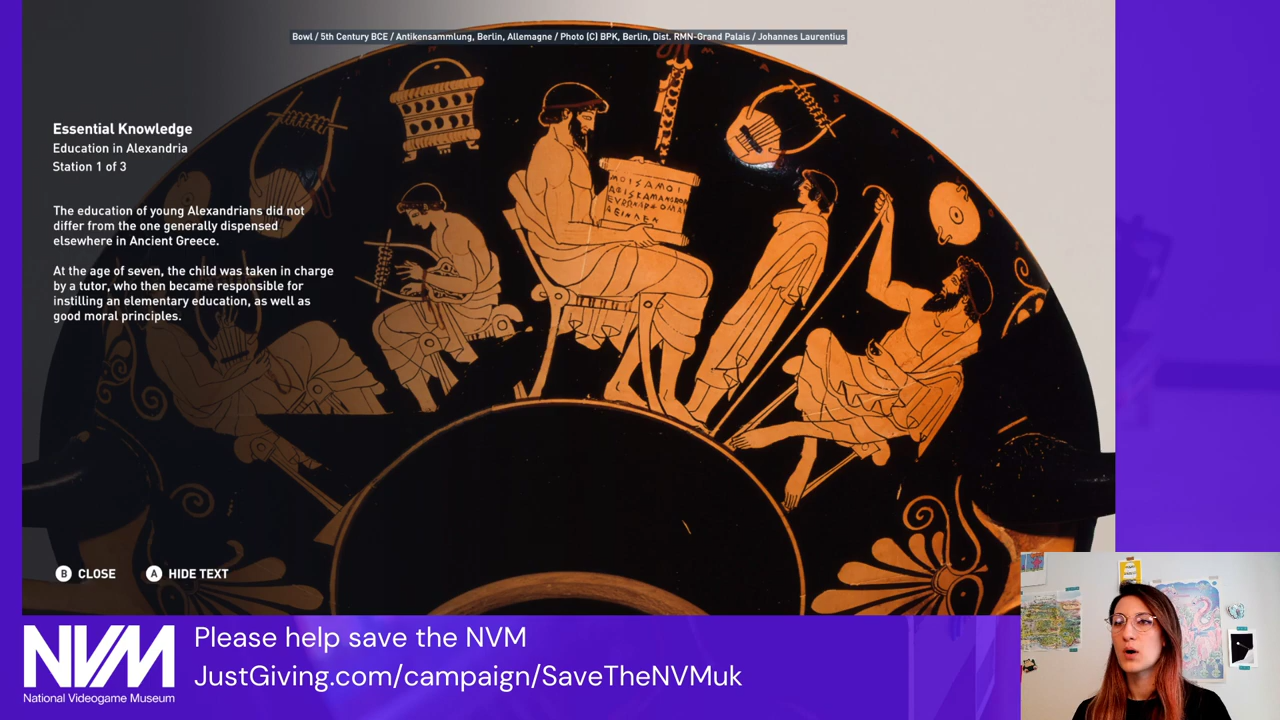 Bowl / 5th Century BCE / Antikensammlung, Berlin, Allemagne / Photo (C) BPK, Berlin, Dist. RMN-Grand Palais / Johannes Laurentius
Essential Knowledge
Education in Alexandria
Station 1 of 3
The education of young Alexandrians did not
differ from the one generally dispensed
elsewhere in Ancient Greece.
At the age of seven, the child was taken in charge
by a tutor, who then became responsible for
instilling an elementary education, as well as
good moral principles.
B CLOSE
A HIDE TEXT
NVM
National Videogame Museum
Please help save the NVM
JustGiving.com/campaign/SaveTheNVMuk